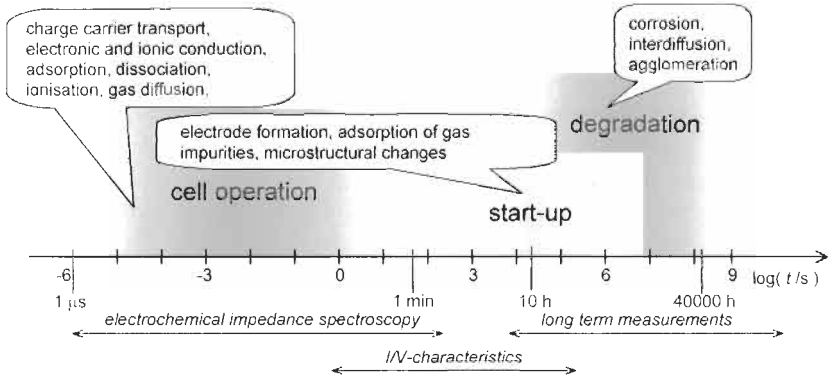 charge carrier transport,
electronic and ionic conduction,
adsorption, dissociation,
ionisation, gas diffusion,
corrosion,
interdiffusion,
agglomeration
electrode formation, adsorption of gas
impurities, microstructural changes
degradation
cell operation
start-up
-6 -3 0 3 6 9 log( t /s )
1 µs 1 min 10 h 40000 h
electrochemical impedance spectroscopy long term measurements
I/V-characteristics